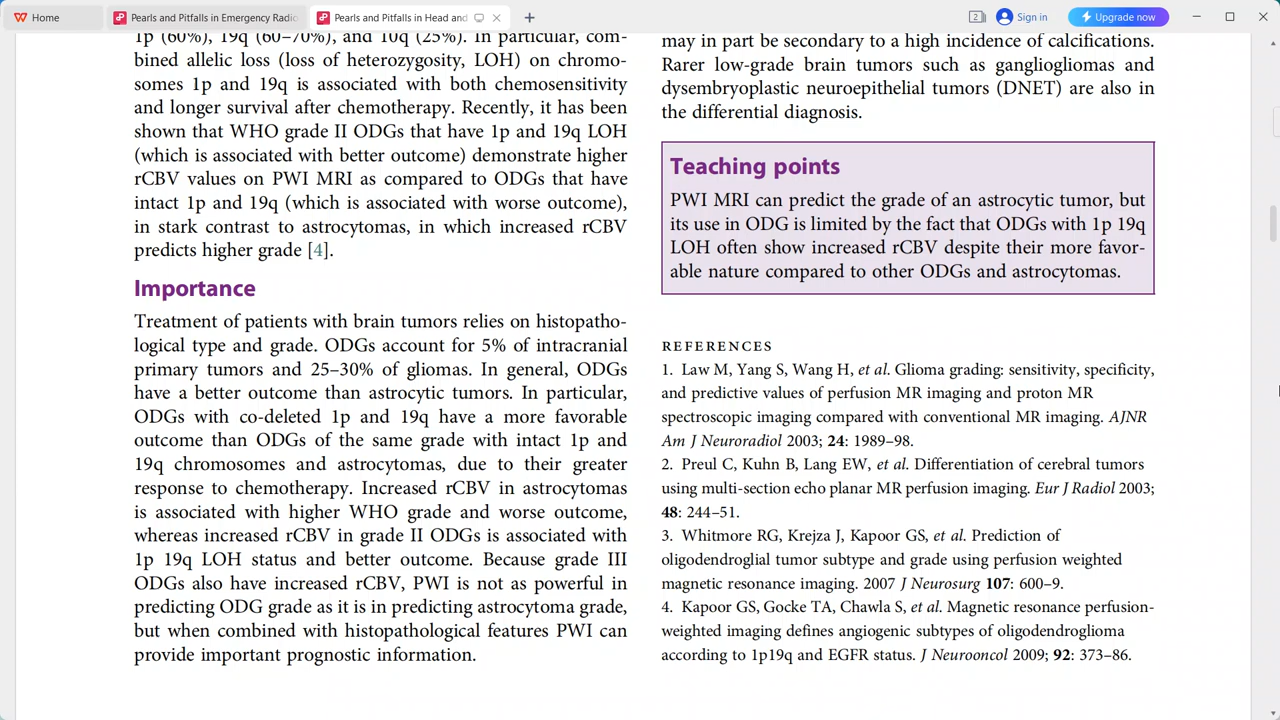 Home
Pearls and Pitfalls in Emergency Radio
Pearls and Pitfalls in Head and
2
Sign in
Upgrade now
1p (60%), 19q (60–70%), and 10q (25%). In particular, com-
bined allelic loss (loss of heterozygosity, LOH) on chromo-
somes 1p and 19q is associated with both chemosensitivity
and longer survival after chemotherapy. Recently, it has been
shown that WHO grade II ODGs that have 1p and 19q LOH
(which is associated with better outcome) demonstrate higher
rCBV values on PWI MRI as compared to ODGs that have
intact 1p and 19q (which is associated with worse outcome),
in stark contrast to astrocytomas, in which increased rCBV
predicts higher grade [4].
Importance
Treatment of patients with brain tumors relies on histopatho-
logical type and grade. ODGs account for 5% of intracranial
primary tumors and 25–30% of gliomas. In general, ODGs
have a better outcome than astrocytic tumors. In particular,
ODGs with co-deleted 1p and 19q have a more favorable
outcome than ODGs of the same grade with intact 1p and
19q chromosomes and astrocytomas, due to their greater
response to chemotherapy. Increased rCBV in astrocytomas
is associated with higher WHO grade and worse outcome,
whereas increased rCBV in grade II ODGs is associated with
1p 19q LOH status and better outcome. Because grade III
ODGs also have increased rCBV, PWI is not as powerful in
predicting ODG grade as it is in predicting astrocytoma grade,
but when combined with histopathological features PWI can
provide important prognostic information.
may in part be secondary to a high incidence of calcifications.
Rarer low-grade brain tumors such as gangliogliomas and
dysembryoplastic neuroepithelial tumors (DNET) are also in
the differential diagnosis.
Teaching points
PWI MRI can predict the grade of an astrocytic tumor, but
its use in ODG is limited by the fact that ODGs with 1p 19q
LOH often show increased rCBV despite their more favor-
able nature compared to other ODGs and astrocytomas.
REFERENCES
1. Law M, Yang S, Wang H, et al. Glioma grading: sensitivity, specificity,
and predictive values of perfusion MR imaging and proton MR
spectroscopic imaging compared with conventional MR imaging. AJNR
Am J Neuroradiol 2003; 24: 1989–98.
2. Preul C, Kuhn B, Lang EW, et al. Differentiation of cerebral tumors
using multi-section echo planar MR perfusion imaging. Eur J Radiol 2003;
48: 244–51.
3. Whitmore RG, Krejza J, Kapoor GS, et al. Prediction of
oligodendroglial tumor subtype and grade using perfusion weighted
magnetic resonance imaging. 2007 J Neurosurg 107: 600–9.
4. Kapoor GS, Gocke TA, Chawla S, et al. Magnetic resonance perfusion-
weighted imaging defines angiogenic subtypes of oligodendroglioma
according to 1p19q and EGFR status. J Neurooncol 2009; 92: 373–86.